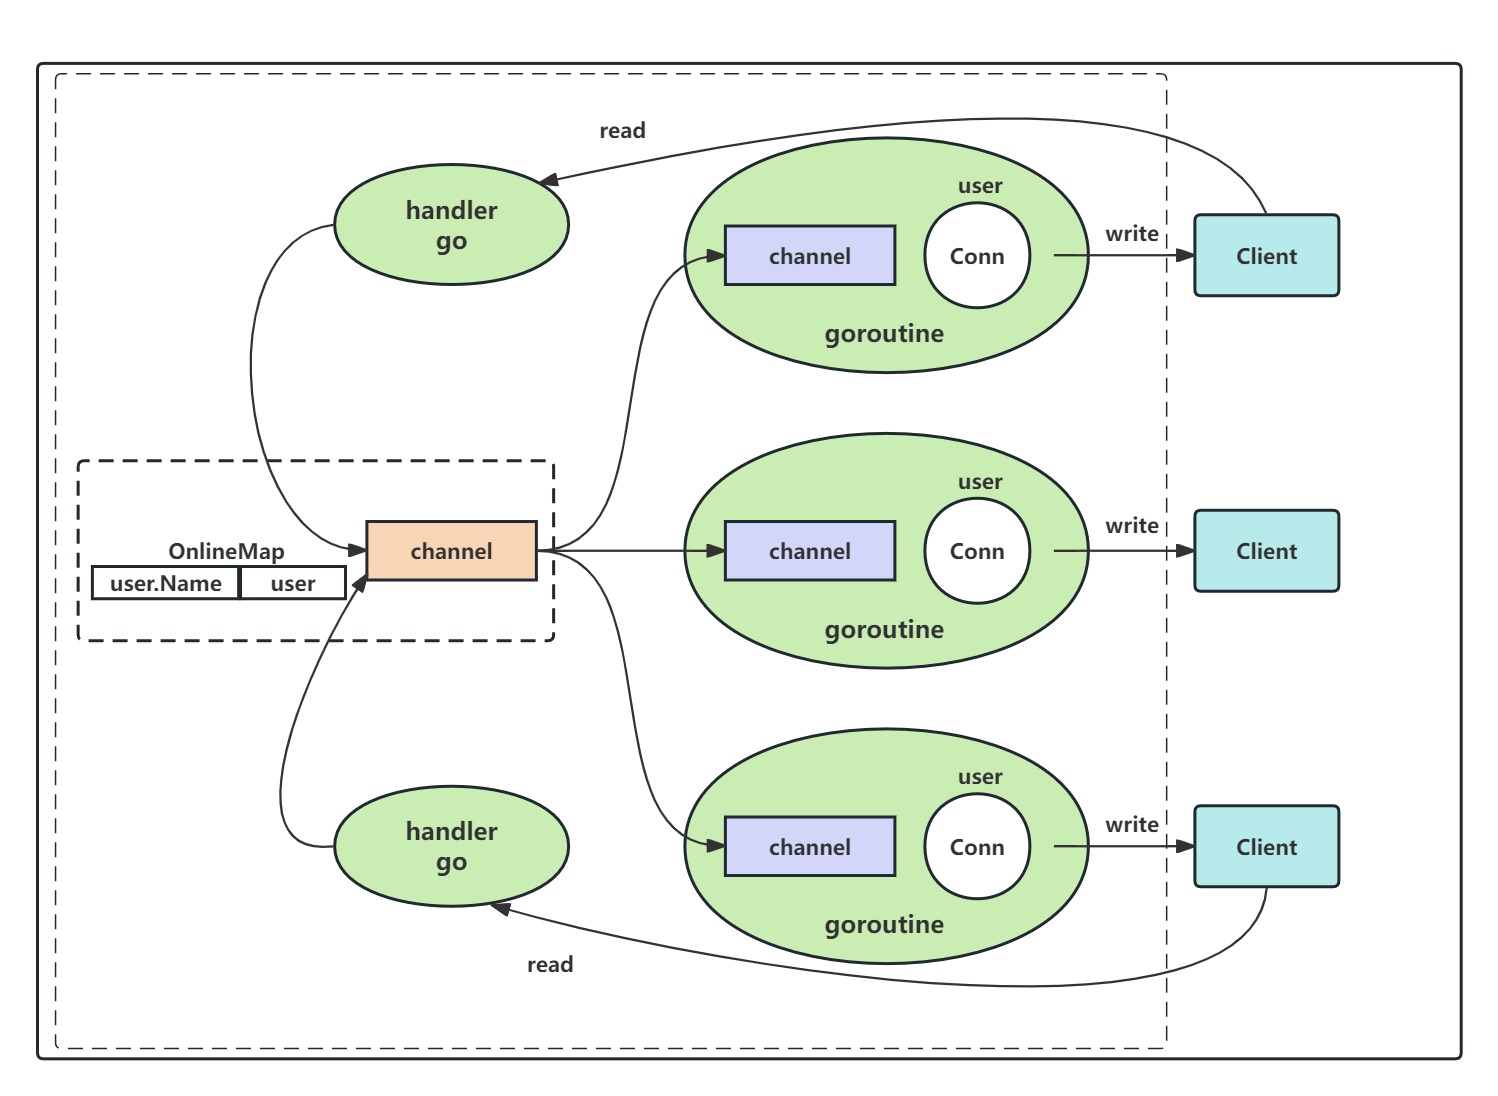 read
handler
go
user
channel
Conn
write
Client
goroutine
OnlineMap
user.Name
user
channel
user
channel
Conn
write
Client
goroutine
handler
go
user
channel
Conn
write
Client
goroutine
read